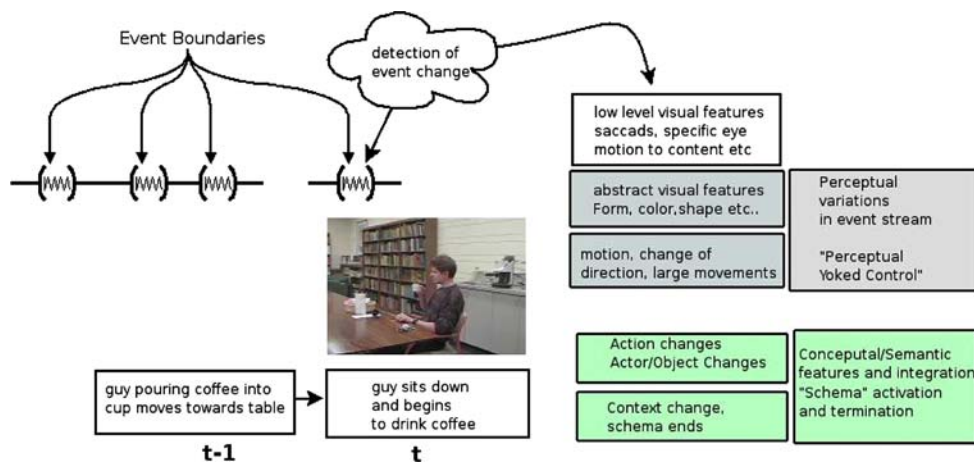 Event Boundaries
detection of
event change
low level visual features
saccads, specific eye
motion to content etc
abstract visual features
Form, color,shape etc..
motion, change of
direction, large movements
Perceptual
variations
in event stream
"Perceptual
Yoked Control"
Action changes
Actor/Object Changes
Context change,
schema ends
Conceputal/Semantic
features and integration
"Schema" activation
and termination
guy pouring coffee into
cup moves towards table
t-1
guy sits down
and begins
to drink coffee
t